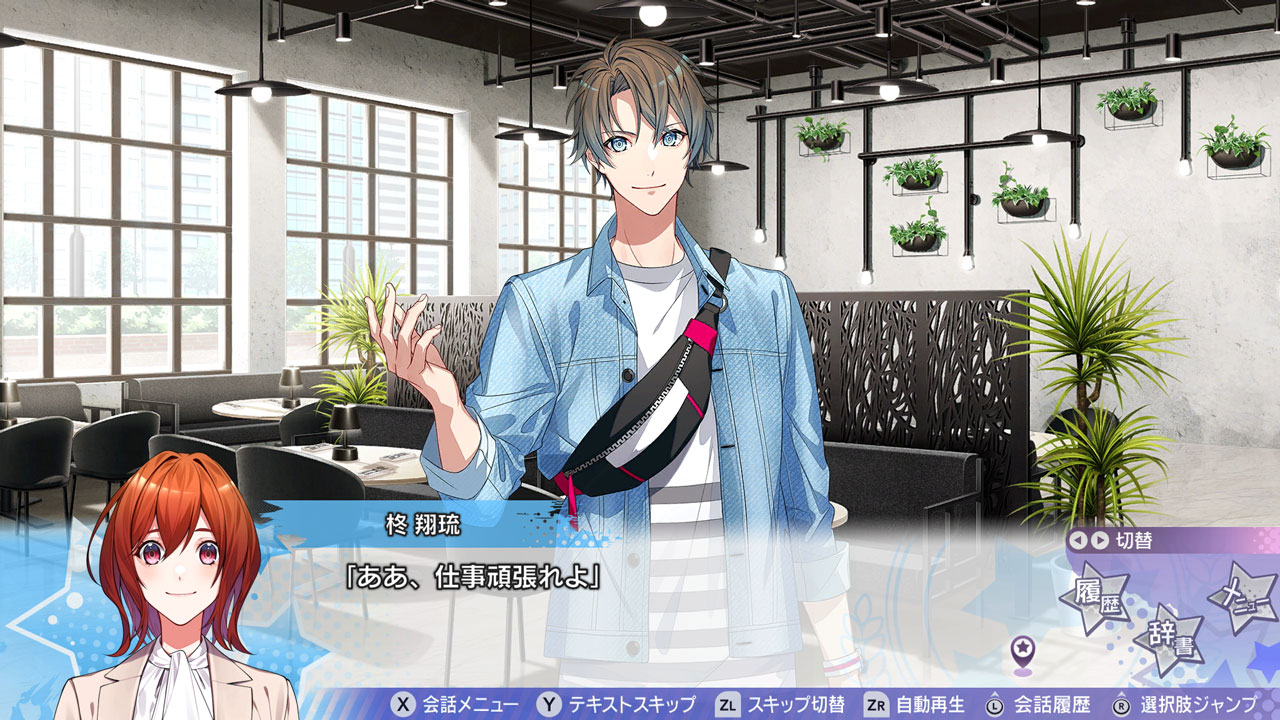 柊 翔琉
「ああ、仕事頑張れよ」
切替
履歴
辞書
メニュー
X 会話メニュー Y テキストスキップ ZL スキップ切替 ZR 自動再生 L 会話履歴 R 選択肢ジャンプ